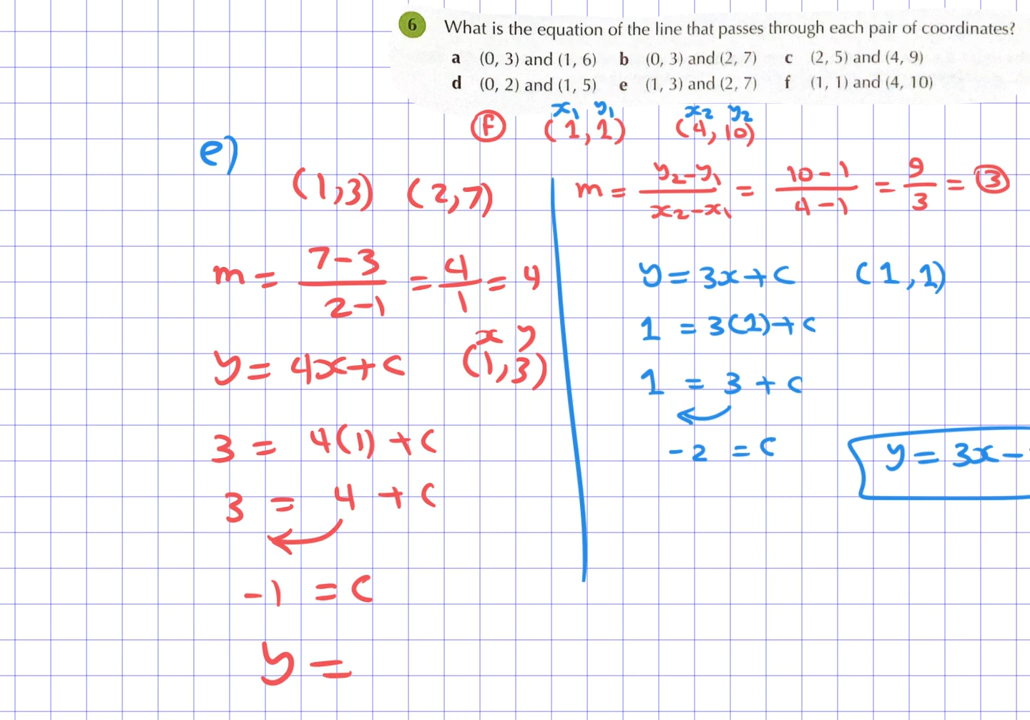 6 What is the equation of the line that passes through each pair of coordinates?
a (0, 3) and (1, 6) b (0, 3) and (2, 7) c (2, 5) and (4, 9)
d (0, 2) and (1, 5) e (1, 3) and (2, 7) f (1, 1) and (4, 10)
e)
(1,3) (2,7)
m = 7-3 / 2-1 = 4/1 = 4
y = 4x+c
x y
(1,3)
3 = 4(1) + c
3 = 4 + c
-1 = c
y =
F
x₁ y₁ x₂ y₂
(1,1) (4,10)
m = y₂-y₁ / x₂-x₁ = 10-1 / 4-1 = 9/3 = 3
y = 3x+c (1,1)
1 = 3(1)+c
1 = 3 + c
-2 = c
y = 3x-